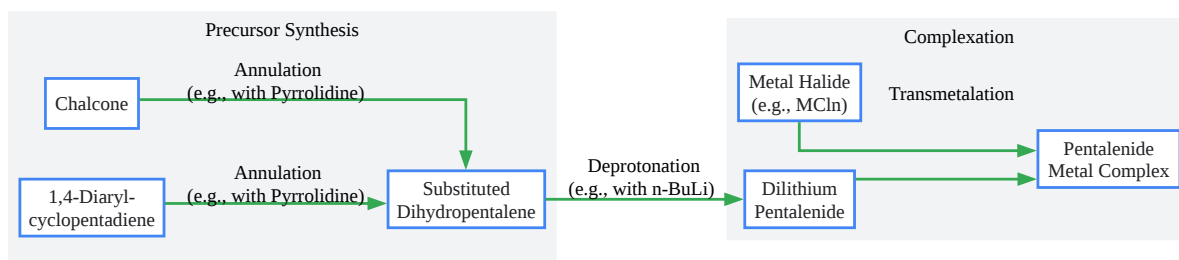 Precursor Synthesis
Complexation
Annulation
(e.g., with Pyrrolidine)
Chalcone
Metal Halide
(e.g., MCln)
Transmetalation
Pentalenide
Metal Complex
Annulation
(e.g., with Pyrrolidine)
1,4-Diaryl-
cyclopentadiene
Substituted
Dihydropentalene
Deprotonation
(e.g., with n-BuLi)
Dilithium
Pentalenide